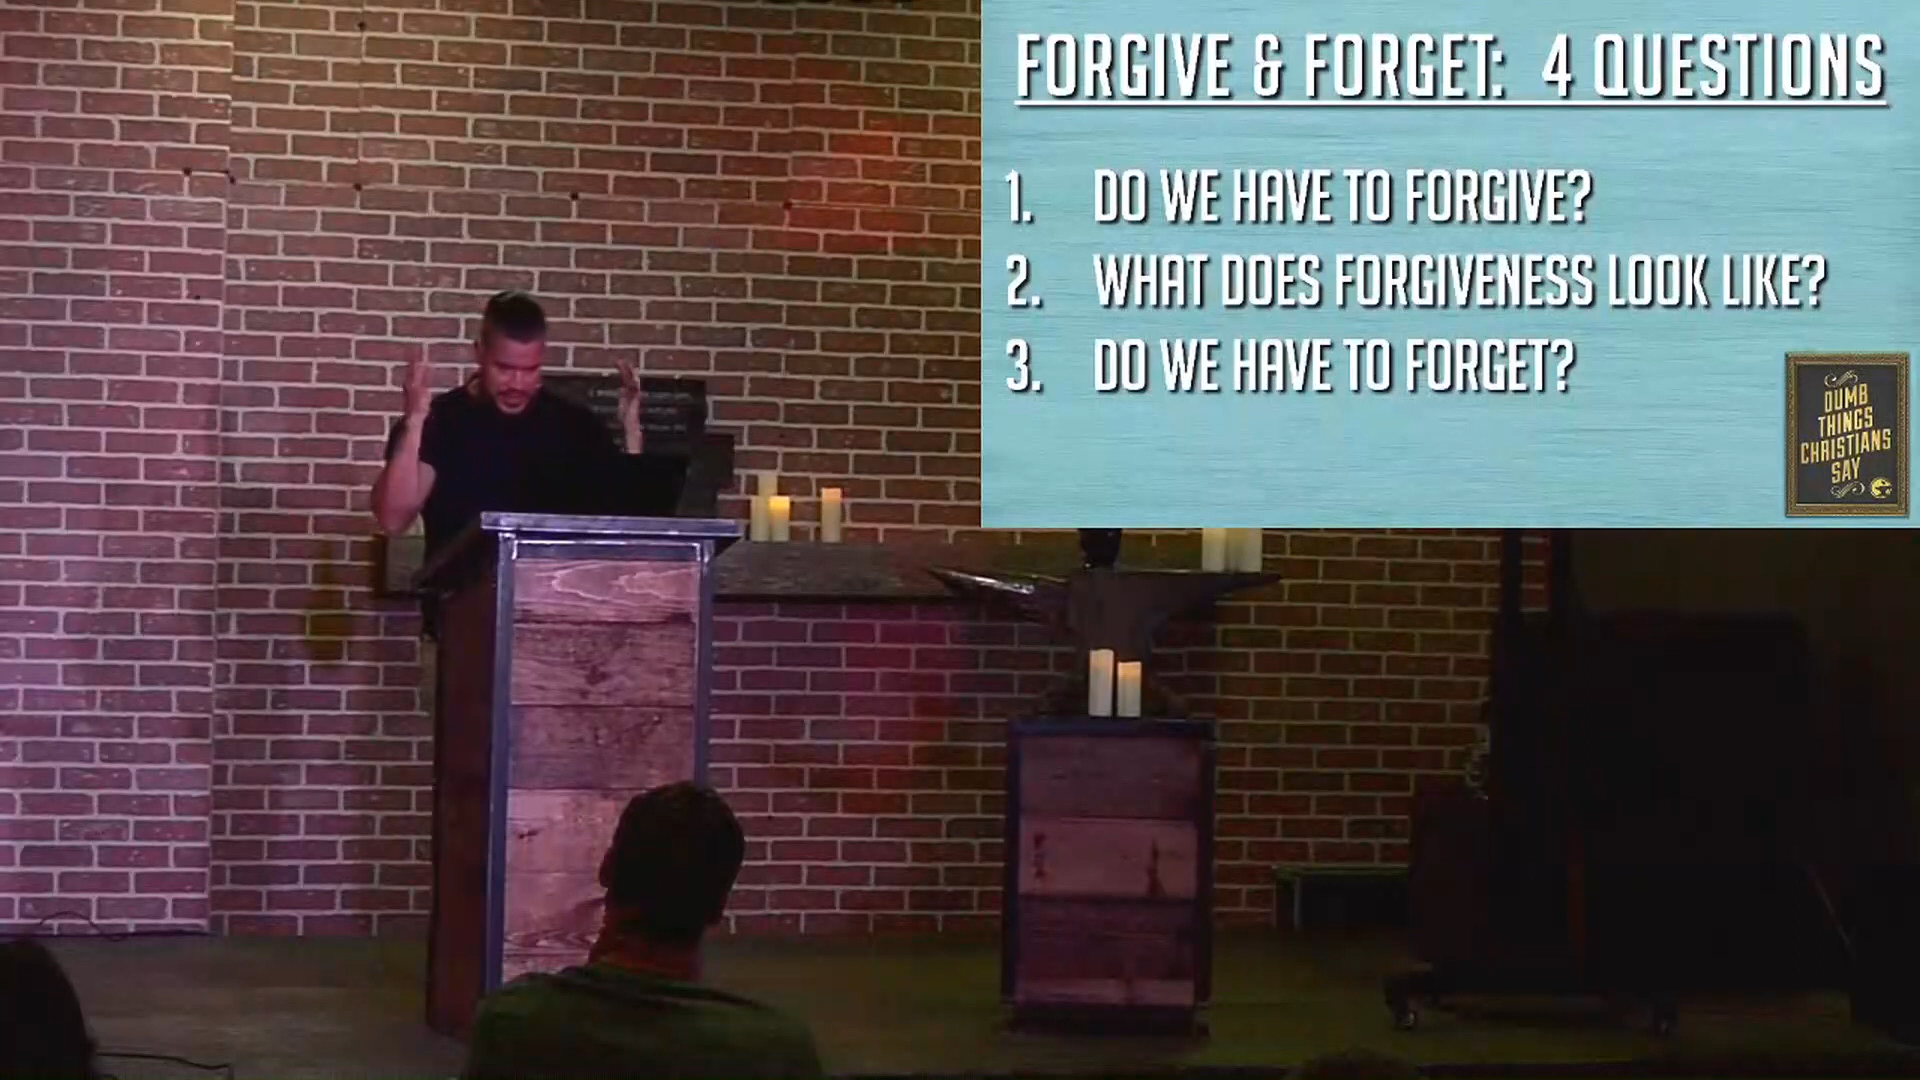 FORGIVE & FORGET: 4 QUESTIONS
1. DO WE HAVE TO FORGIVE?
2. WHAT DOES FORGIVENESS LOOK LIKE?
3. DO WE HAVE TO FORGET?
DUMB
THINGS
CHRISTIANS
SAY